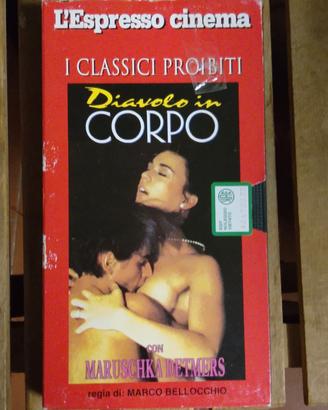 L'Espresso cinema
I CLASSICI PROIBITI
Diavolo in
CORPO
CON
MARUSCHKA DETMERS
regia di: MARCO BELLOCCHIO